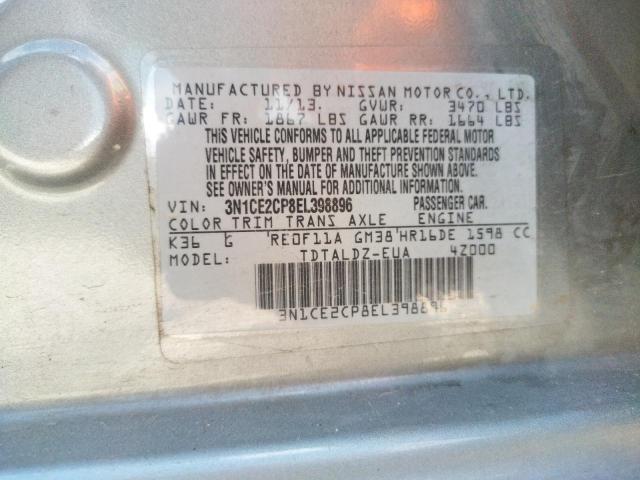 MANUFACTURED BY NISSAN MOTOR CO., LTD.
DATE: 11/13. GVWR: 3470 LBS
GAWR FR: 1867 LBS GAWR RR: 1664 LBS
THIS VEHICLE CONFORMS TO ALL APPLICABLE FEDERAL MOTOR
VEHICLE SAFETY, BUMPER AND THEFT PREVENTION STANDARDS
IN EFFECT ON THE DATE OF MANUFACTURE SHOWN ABOVE.
SEE OWNER'S MANUAL FOR ADDITIONAL INFORMATION.
VIN: 3N1CE2CP8EL398896 PASSENGER CAR.
COLOR TRIM TRANS AXLE ENGINE
K36 G 'RE0F11A GM38'HR16DE 1598 CC
MODEL: TDTALDZ-EUA 4Z000
3N1CE2CP8EL398896